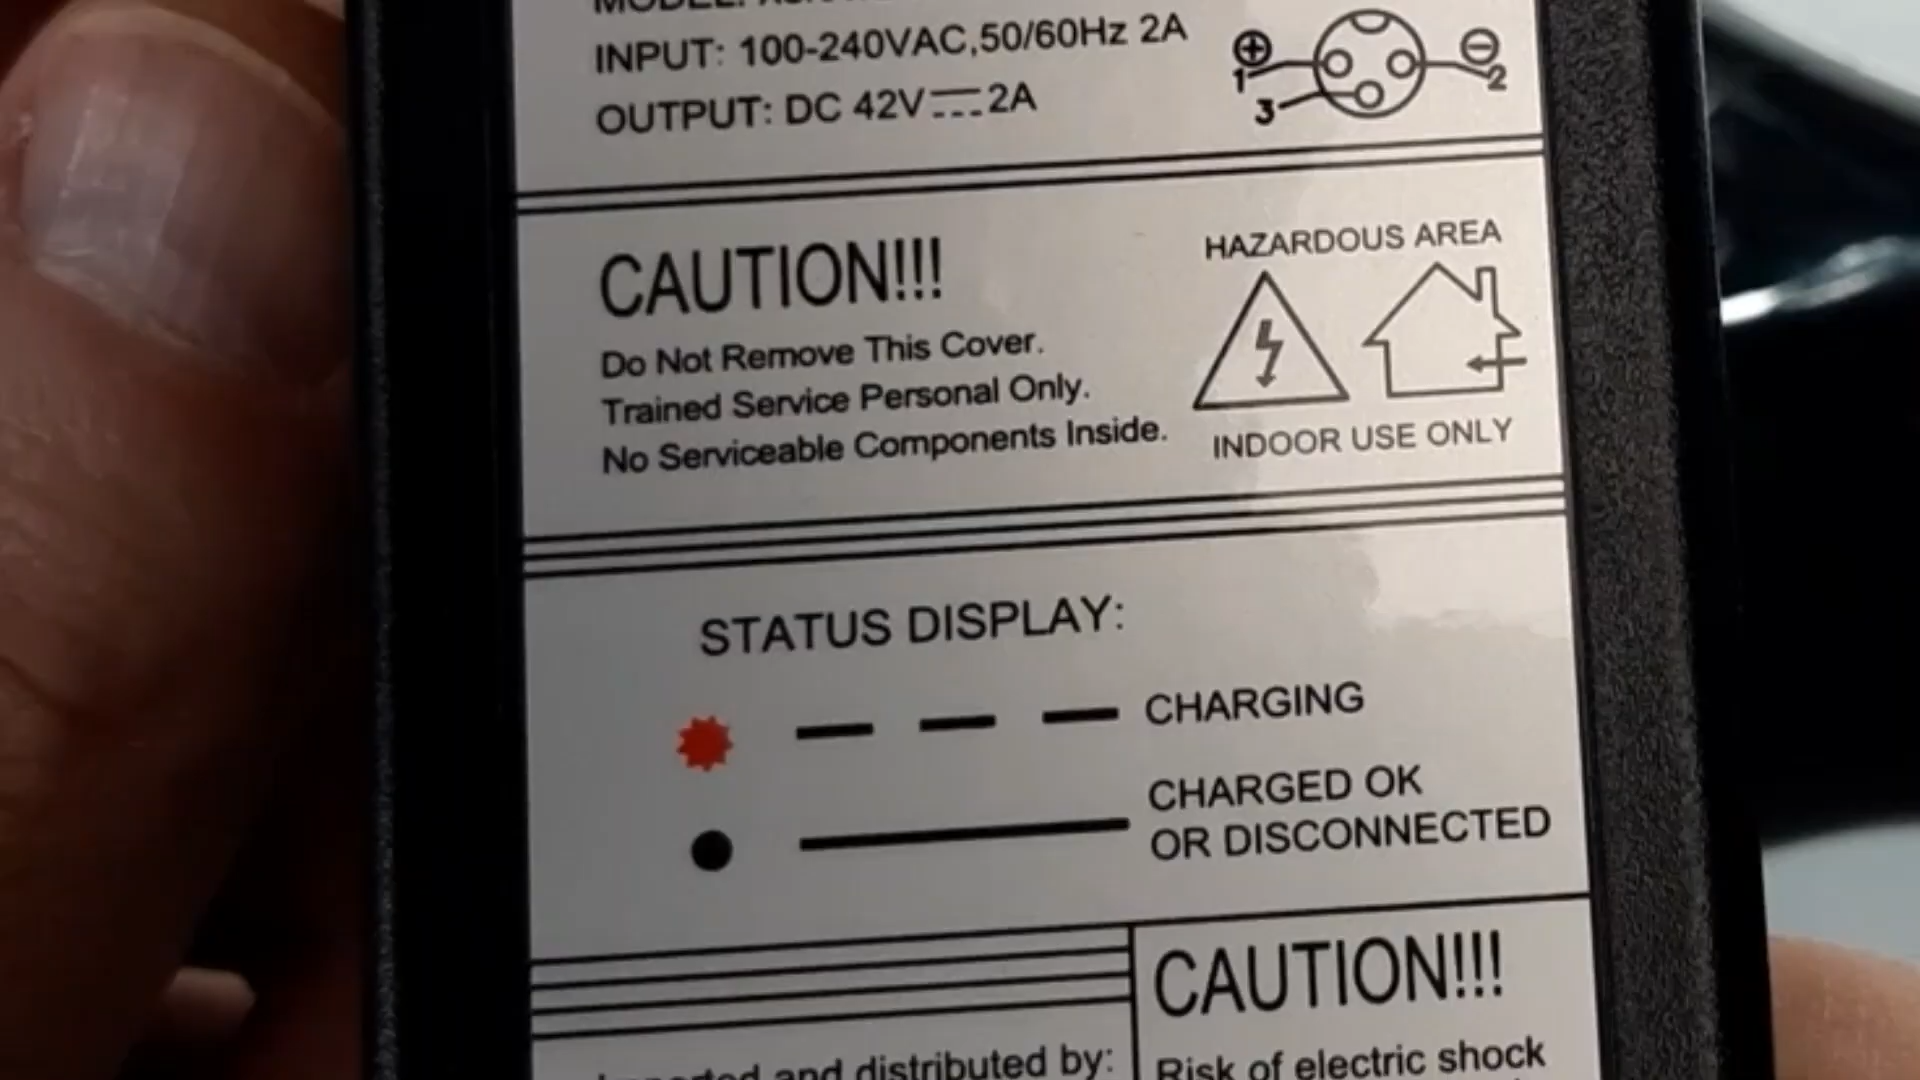 MODEL:
INPUT: 100-240VAC,50/60Hz 2A
OUTPUT: DC 42V⎓2A
1
2
3
CAUTION!!!
Do Not Remove This Cover.
Trained Service Personal Only.
No Serviceable Components Inside.
HAZARDOUS AREA
INDOOR USE ONLY
STATUS DISPLAY:
CHARGING
CHARGED OK
OR DISCONNECTED
and distributed by:
CAUTION!!!
Risk of electric shock